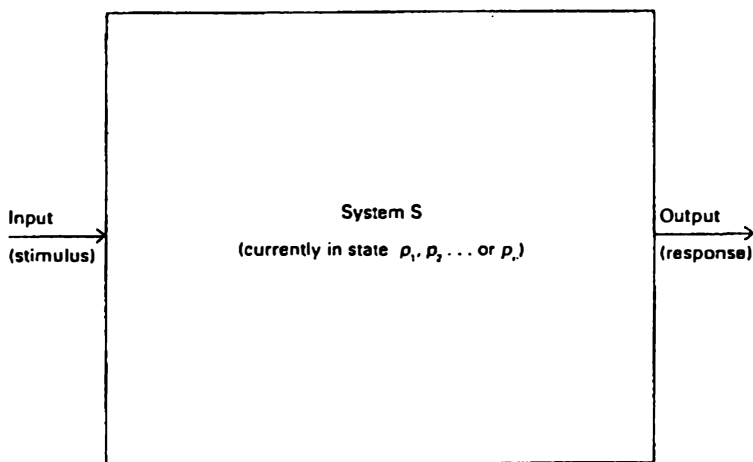 System S
Input
Output
(currently in state p₁, p₂ . . . or pₙ)
(stimulus)
(response)